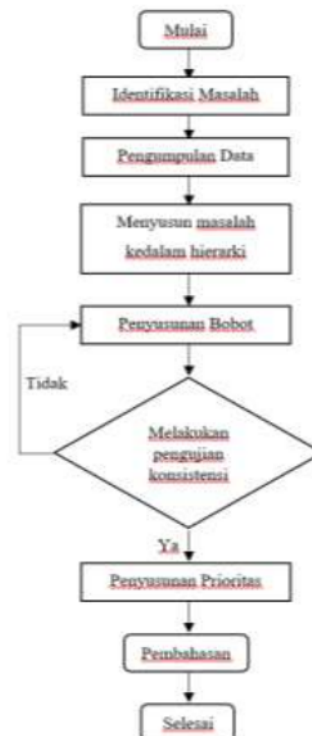 Mulai
Identifikasi Masalah
Pengumpulan Data
Menyusun masalah
kedalam hierarki
Penyusunan Bobot
Tidak
Melakukan
pengujian
konsistensi
Ya
Penyusunan Prioritas
Pembahasan
Selesai